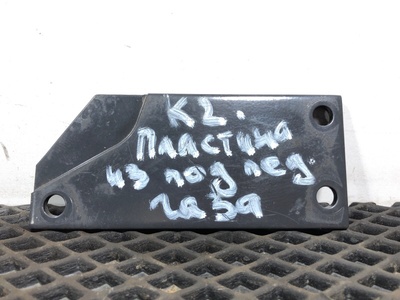 К2.
Пластина
из под пед.
газа